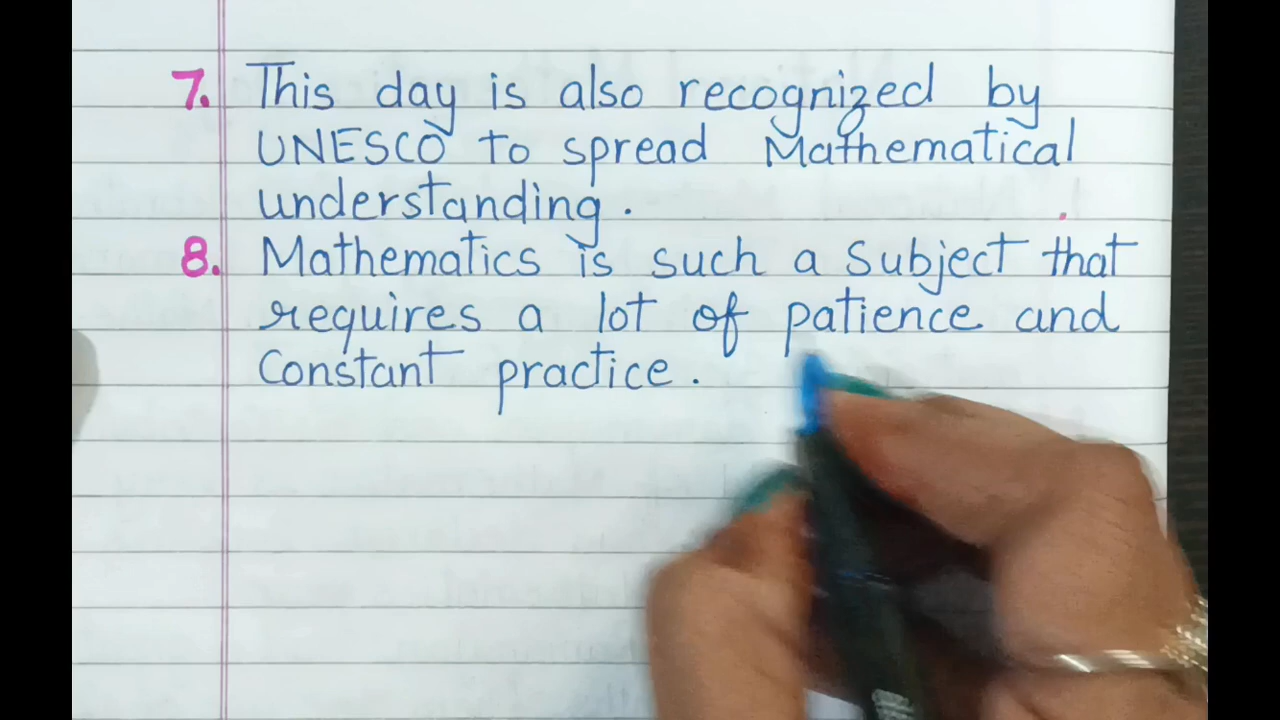 7. This day is also recognized by
UNESCO to spread Mathematical
understanding.
8. Mathematics is such a Subject that
requires a lot of patience and
Constant practice.